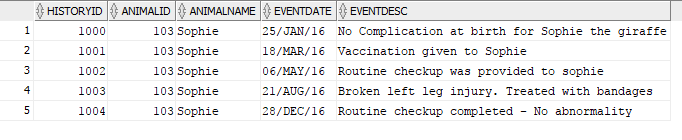 HISTORYID ANIMALID ANIMALNAME EVENTDATE EVENTDESC
1 1000 103 Sophie 25/JAN/16 No Complication at birth for Sophie the giraffe
2 1001 103 Sophie 18/MAR/16 Vaccination given to Sophie
3 1002 103 Sophie 06/MAY/16 Routine checkup was provided to sophie
4 1003 103 Sophie 21/AUG/16 Broken left leg injury. Treated with bandages
5 1004 103 Sophie 28/DEC/16 Routine checkup completed - No abnormality